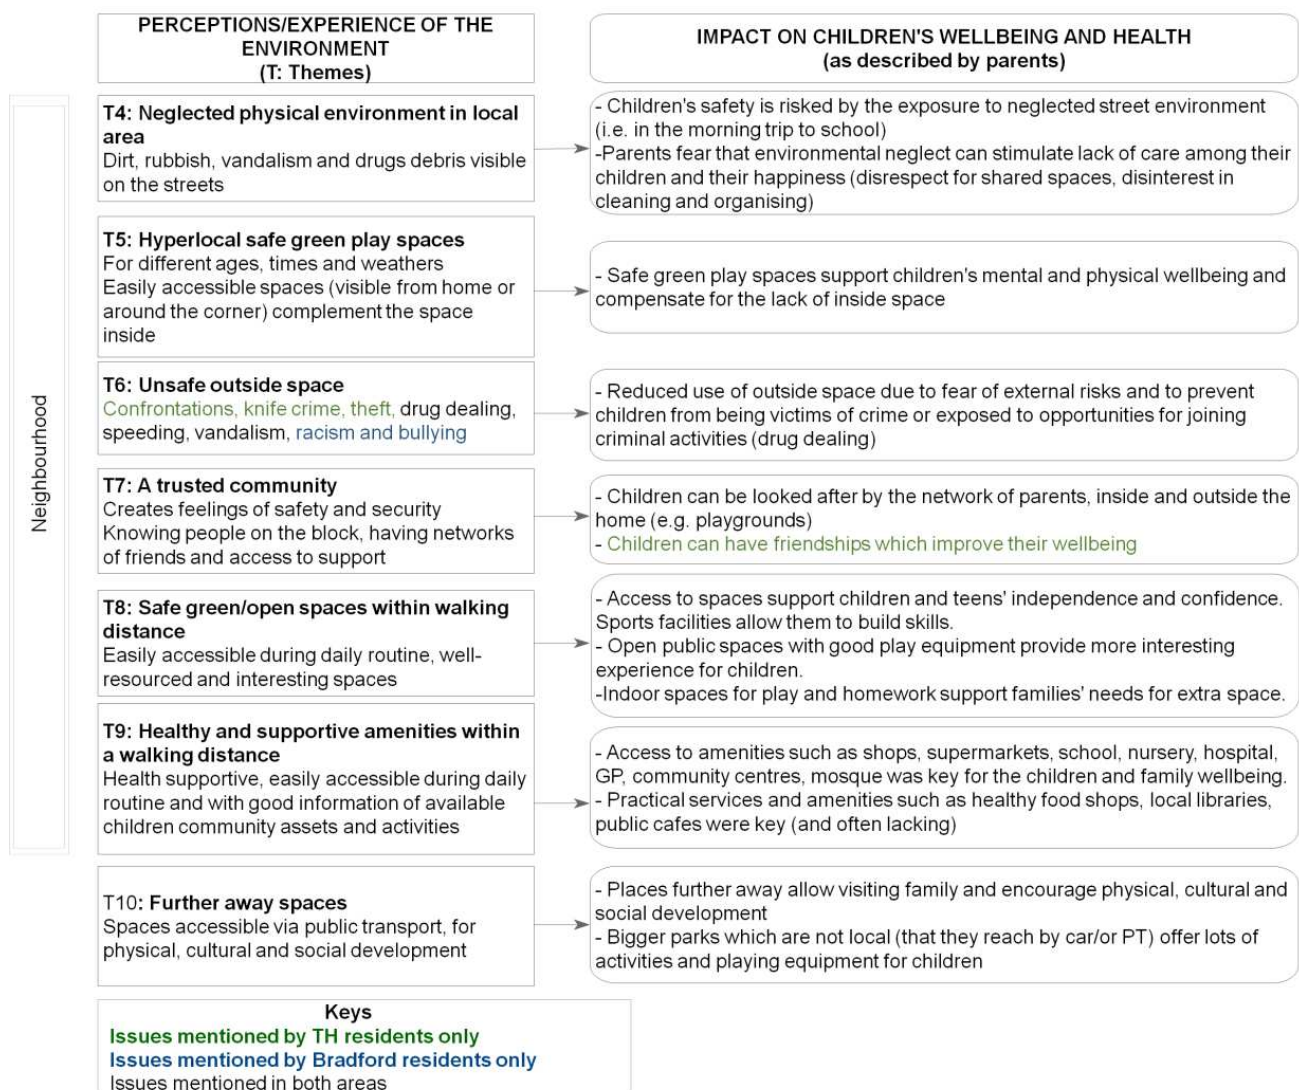 PERCEPTIONS/EXPERIENCE OF THE
ENVIRONMENT
(T: Themes)
IMPACT ON CHILDREN'S WELLBEING AND HEALTH
(as described by parents)
Neighbourhood
T4: Neglected physical environment in local
area
Dirt, rubbish, vandalism and drugs debris visible
on the streets
- Children's safety is risked by the exposure to neglected street environment
(i.e. in the morning trip to school)
-Parents fear that environmental neglect can stimulate lack of care among their
children and their happiness (disrespect for shared spaces, disinterest in
cleaning and organising)
T5: Hyperlocal safe green play spaces
For different ages, times and weathers
Easily accessible spaces (visible from home or
around the corner) complement the space
inside
- Safe green play spaces support children's mental and physical wellbeing and
compensate for the lack of inside space
T6: Unsafe outside space
Confrontations, knife crime, theft, drug dealing,
speeding, vandalism, racism and bullying
- Reduced use of outside space due to fear of external risks and to prevent
children from being victims of crime or exposed to opportunities for joining
criminal activities (drug dealing)
T7: A trusted community
Creates feelings of safety and security
Knowing people on the block, having networks
of friends and access to support
- Children can be looked after by the network of parents, inside and outside the
home (e.g. playgrounds)
- Children can have friendships which improve their wellbeing
T8: Safe green/open spaces within walking
distance
Easily accessible during daily routine, well-
resourced and interesting spaces
- Access to spaces support children and teens' independence and confidence.
Sports facilities allow them to build skills.
- Open public spaces with good play equipment provide more interesting
experience for children.
-Indoor spaces for play and homework support families' needs for extra space.
T9: Healthy and supportive amenities within
a walking distance
Health supportive, easily accessible during daily
routine and with good information of available
children community assets and activities
- Access to amenities such as shops, supermarkets, school, nursery, hospital,
GP, community centres, mosque was key for the children and family wellbeing.
- Practical services and amenities such as healthy food shops, local libraries,
public cafes were key (and often lacking)
T10: Further away spaces
Spaces accessible via public transport, for
physical, cultural and social development
- Places further away allow visiting family and encourage physical, cultural and
social development
- Bigger parks which are not local (that they reach by car/or PT) offer lots of
activities and playing equipment for children
Keys
Issues mentioned by TH residents only
Issues mentioned by Bradford residents only
Issues mentioned in both areas